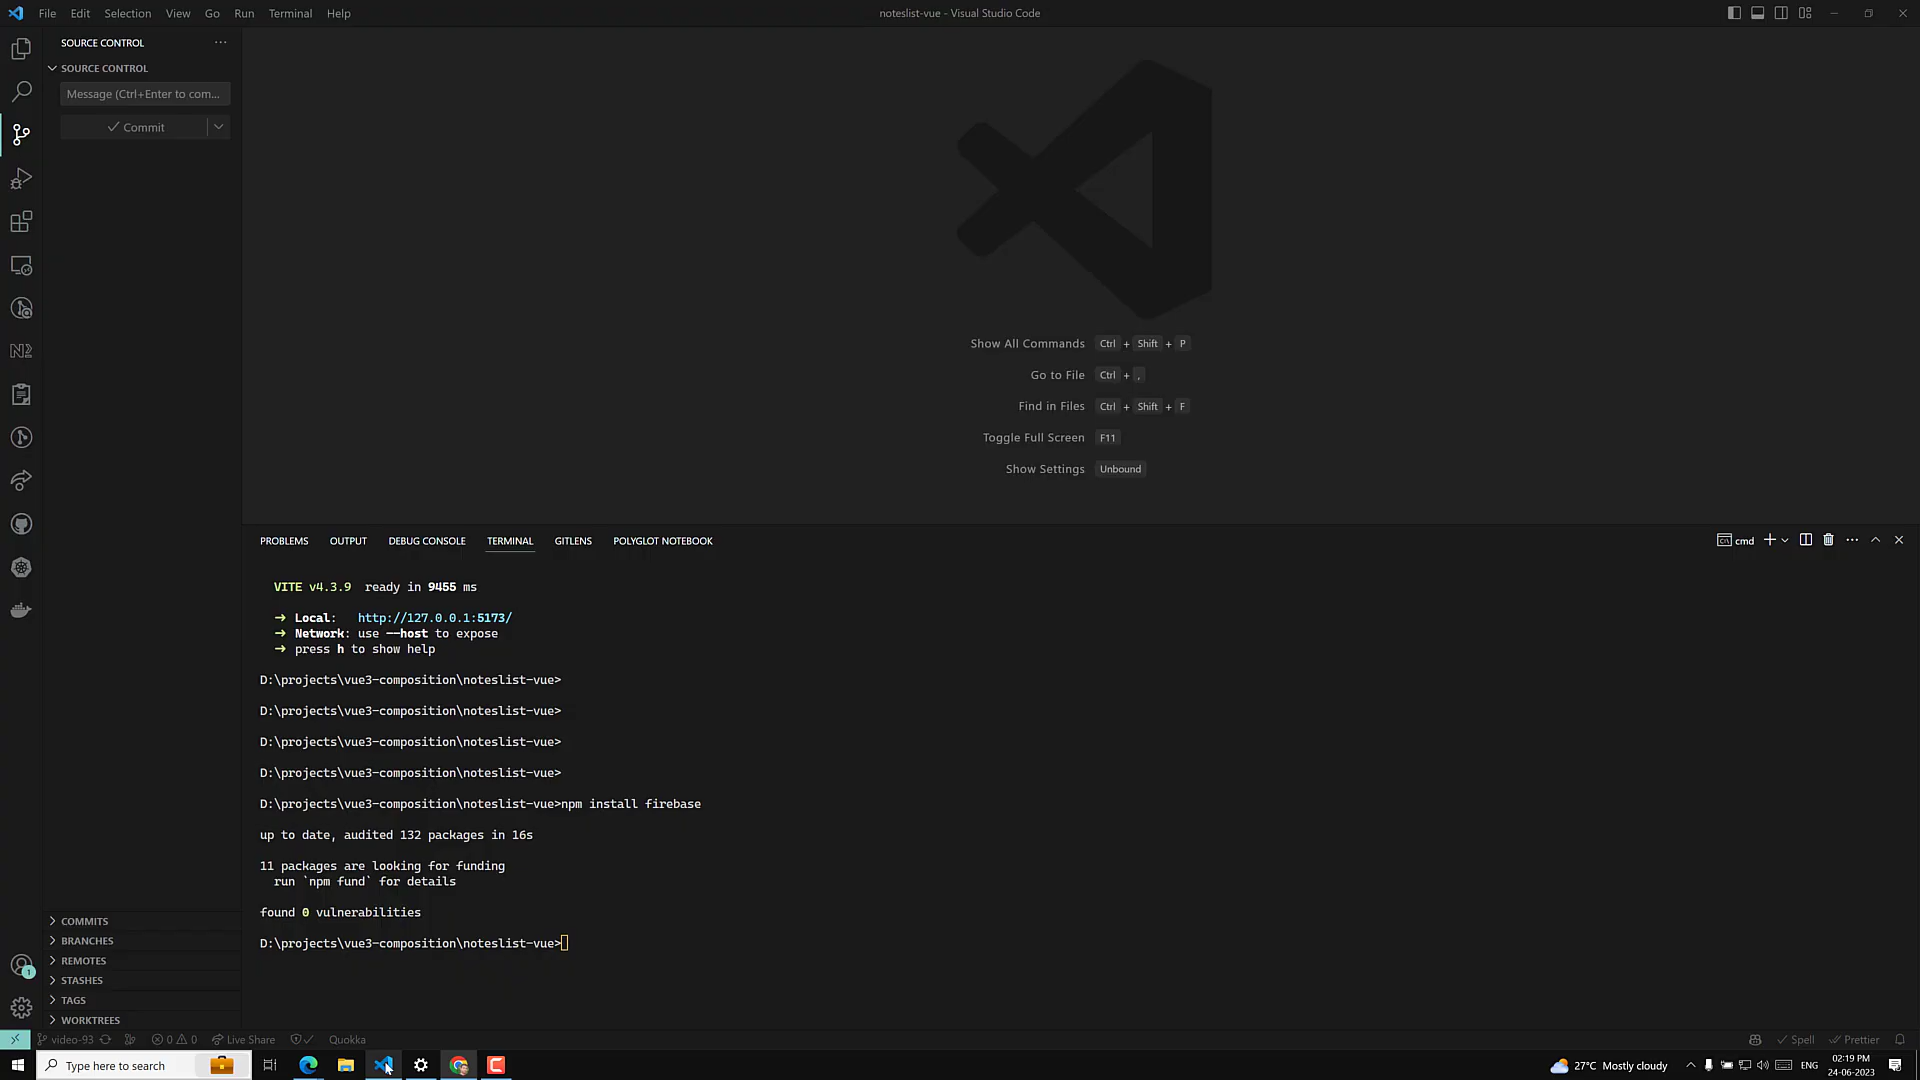 File Edit Selection View Go Run Terminal Help
noteslist-vue - Visual Studio Code
SOURCE CONTROL
SOURCE CONTROL
Message (Ctrl+Enter to com...
Commit
Show All Commands Ctrl + Shift + P
Go to File Ctrl + ,
Find in Files Ctrl + Shift + F
Toggle Full Screen F11
Show Settings Unbound
PROBLEMS OUTPUT DEBUG CONSOLE TERMINAL GITLENS POLYGLOT NOTEBOOK
cmd
VITE v4.3.9 ready in 9455 ms
➜ Local: http://127.0.0.1:5173/
➜ Network: use --host to expose
➜ press h to show help
D:\projects\vue3-composition\noteslist-vue>
D:\projects\vue3-composition\noteslist-vue>
D:\projects\vue3-composition\noteslist-vue>
D:\projects\vue3-composition\noteslist-vue>
D:\projects\vue3-composition\noteslist-vue>npm install firebase
up to date, audited 132 packages in 16s
11 packages are looking for funding
run `npm fund` for details
found 0 vulnerabilities
D:\projects\vue3-composition\noteslist-vue>
COMMITS
BRANCHES
REMOTES
STASHES
TAGS
WORKTREES
1
video-93 0 0 Live Share Quokka
Spell Prettier
Type here to search
27°C Mostly cloudy
ENG
02:19 PM
24-06-2023